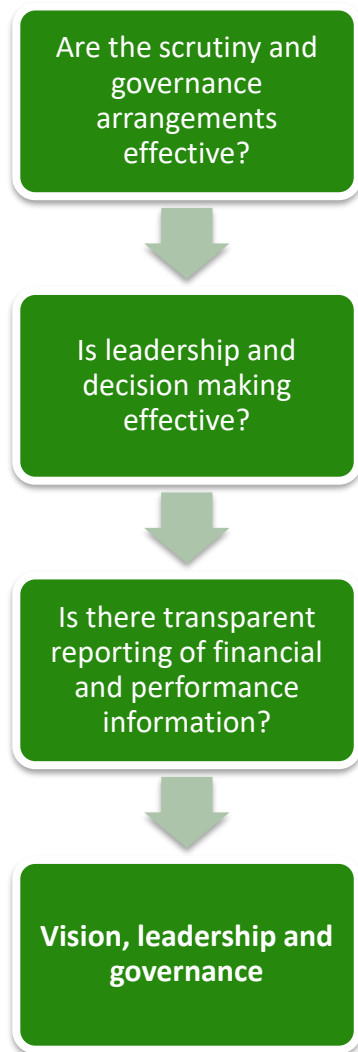 Are the scrutiny and
governance
arrangements
effective?
Is leadership and
decision making
effective?
Is there transparent
reporting of financial
and performance
information?
Vision, leadership and
governance